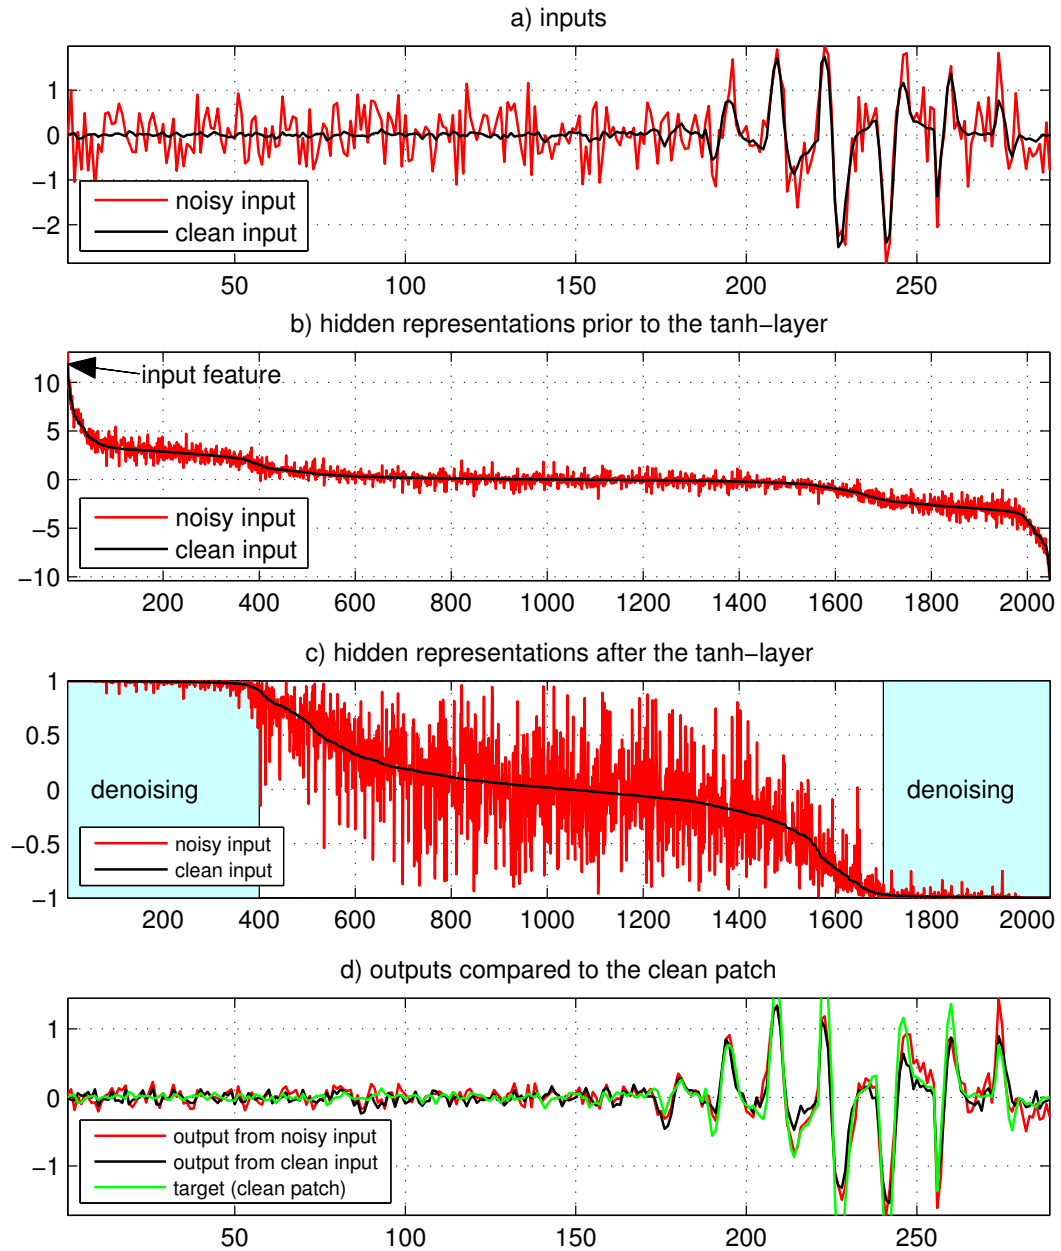 a) inputs
1
0
−1
−2
noisy input
clean input
50 100 150 200 250
b) hidden representations prior to the tanh−layer
10
5
0
−5
−10
input feature
noisy input
clean input
200 400 600 800 1000 1200 1400 1600 1800 2000
c) hidden representations after the tanh−layer
1
0.5
0
−0.5
−1
denoising
denoising
noisy input
clean input
200 400 600 800 1000 1200 1400 1600 1800 2000
d) outputs compared to the clean patch
1
0
−1
output from noisy input
output from clean input
target (clean patch)
50 100 150 200 250